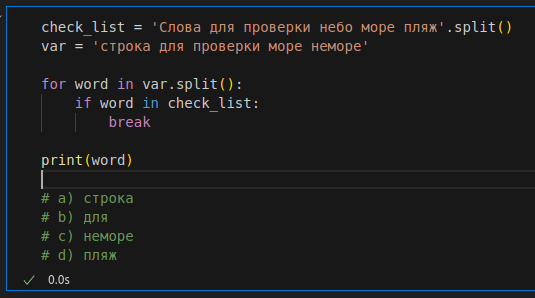 check_list = 'Слова для проверки небо море пляж'.split()
var = 'строка для проверки море неморе'
for word in var.split():
if word in check_list:
break
print(word)
# a) строка
# b) для
# c) неморе
# d) пляж
0.0s